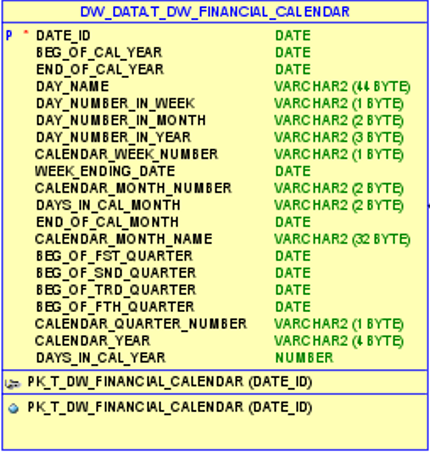 DW_DATA.T_DW_FINANCIAL_CALENDAR
P * DATE_ID DATE
BEG_OF_CAL_YEAR DATE
END_OF_CAL_YEAR DATE
DAY_NAME VARCHAR2 (44 BYTE)
DAY_NUMBER_IN_WEEK VARCHAR2 (1 BYTE)
DAY_NUMBER_IN_MONTH VARCHAR2 (2 BYTE)
DAY_NUMBER_IN_YEAR VARCHAR2 (3 BYTE)
CALENDAR_WEEK_NUMBER VARCHAR2 (1 BYTE)
WEEK_ENDING_DATE DATE
CALENDAR_MONTH_NUMBER VARCHAR2 (2 BYTE)
DAYS_IN_CAL_MONTH VARCHAR2 (2 BYTE)
END_OF_CAL_MONTH DATE
CALENDAR_MONTH_NAME VARCHAR2 (32 BYTE)
BEG_OF_FST_QUARTER DATE
BEG_OF_SND_QUARTER DATE
BEG_OF_TRD_QUARTER DATE
BEG_OF_FTH_QUARTER DATE
CALENDAR_QUARTER_NUMBER VARCHAR2 (1 BYTE)
CALENDAR_YEAR VARCHAR2 (4 BYTE)
DAYS_IN_CAL_YEAR NUMBER
PK_T_DW_FINANCIAL_CALENDAR (DATE_ID)
PK_T_DW_FINANCIAL_CALENDAR (DATE_ID)